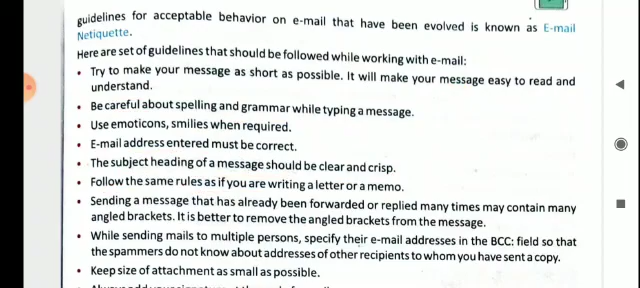 guidelines for acceptable behavior on e-mail that have been evolved is known as E-mail
Netiquette.
Here are set of guidelines that should be followed while working with e-mail:
• Try to make your message as short as possible. It will make your message easy to read and
understand.
• Be careful about spelling and grammar while typing a message.
• Use emoticons, smilies when required.
• E-mail address entered must be correct.
• The subject heading of a message should be clear and crisp.
• Follow the same rules as if you are writing a letter or a memo.
• Sending a message that has already been forwarded or replied many times may contain many
angled brackets. It is better to remove the angled brackets from the message.
• While sending mails to multiple persons, specify their e-mail addresses in the BCC: field so that
the spammers do not know about addresses of other recipients to whom you have sent a copy.
• Keep size of attachment as small as possible.